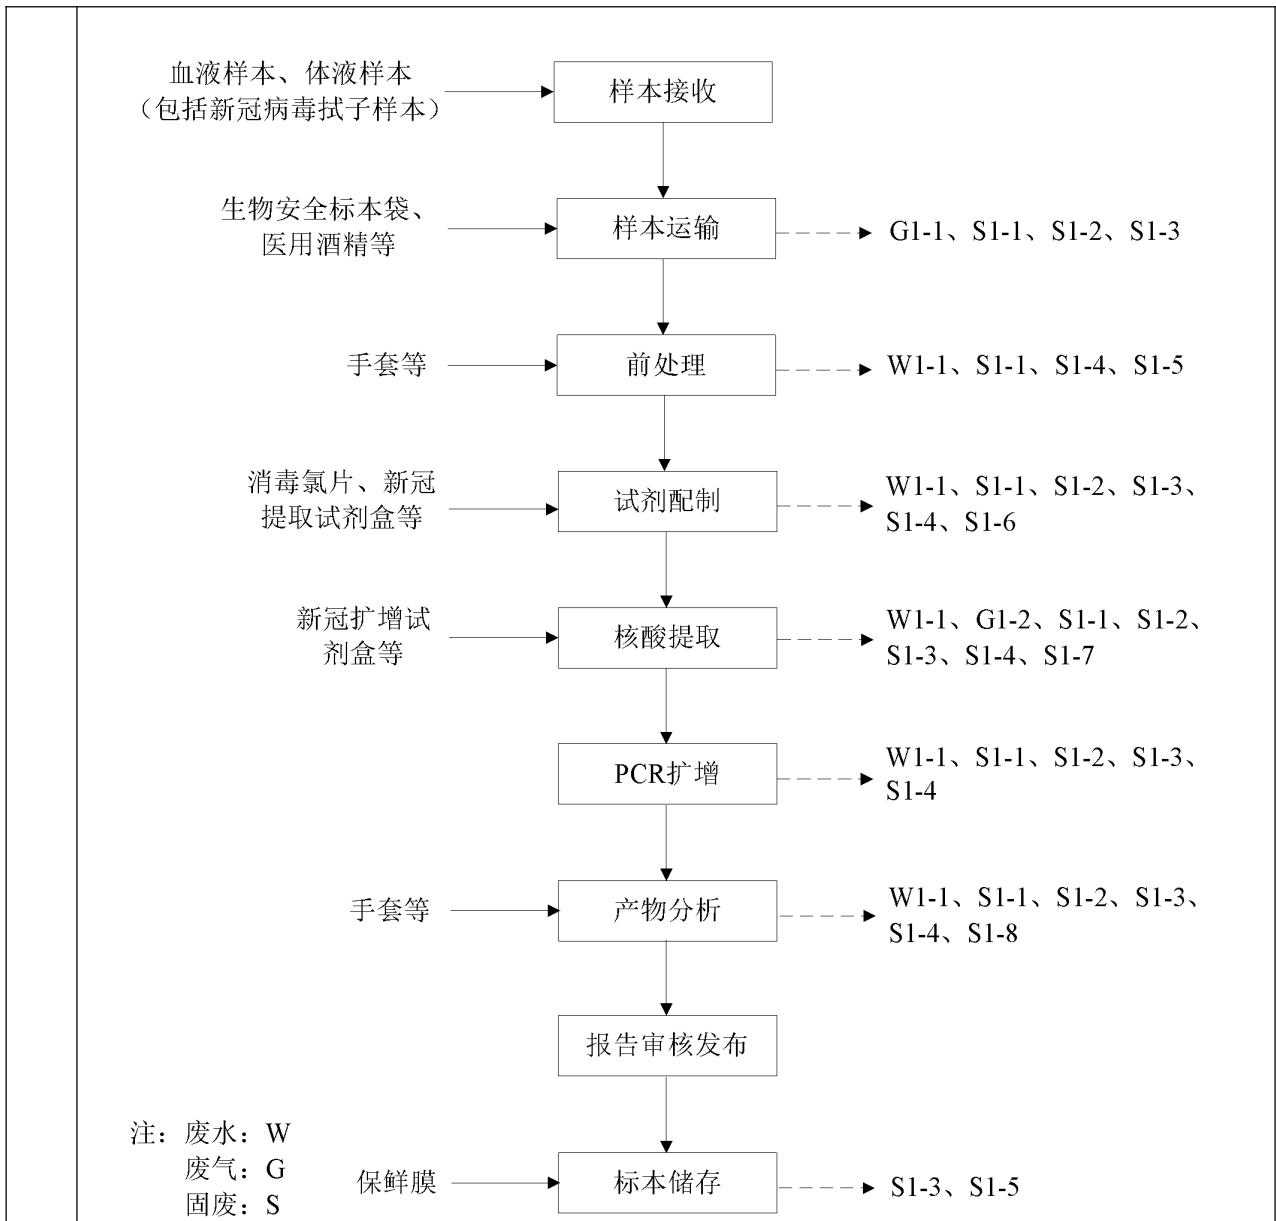 血液样本、体液样本
（包括新冠病毒拭子样本）
样本接收
生物安全标本袋、
医用酒精等
样本运输
G1-1、S1-1、S1-2、S1-3
手套等
前处理
W1-1、S1-1、S1-4、S1-5
消毒氯片、新冠
提取试剂盒等
试剂配制
W1-1、S1-1、S1-2、S1-3、
S1-4、S1-6
新冠扩增试
剂盒等
核酸提取
W1-1、G1-2、S1-1、S1-2、
S1-3、S1-4、S1-7
PCR扩增
W1-1、S1-1、S1-2、S1-3、
S1-4
手套等
产物分析
W1-1、S1-1、S1-2、S1-3、
S1-4、S1-8
报告审核发布
注：废水：W
废气：G
固废：S
保鲜膜
标本储存
S1-3、S1-5